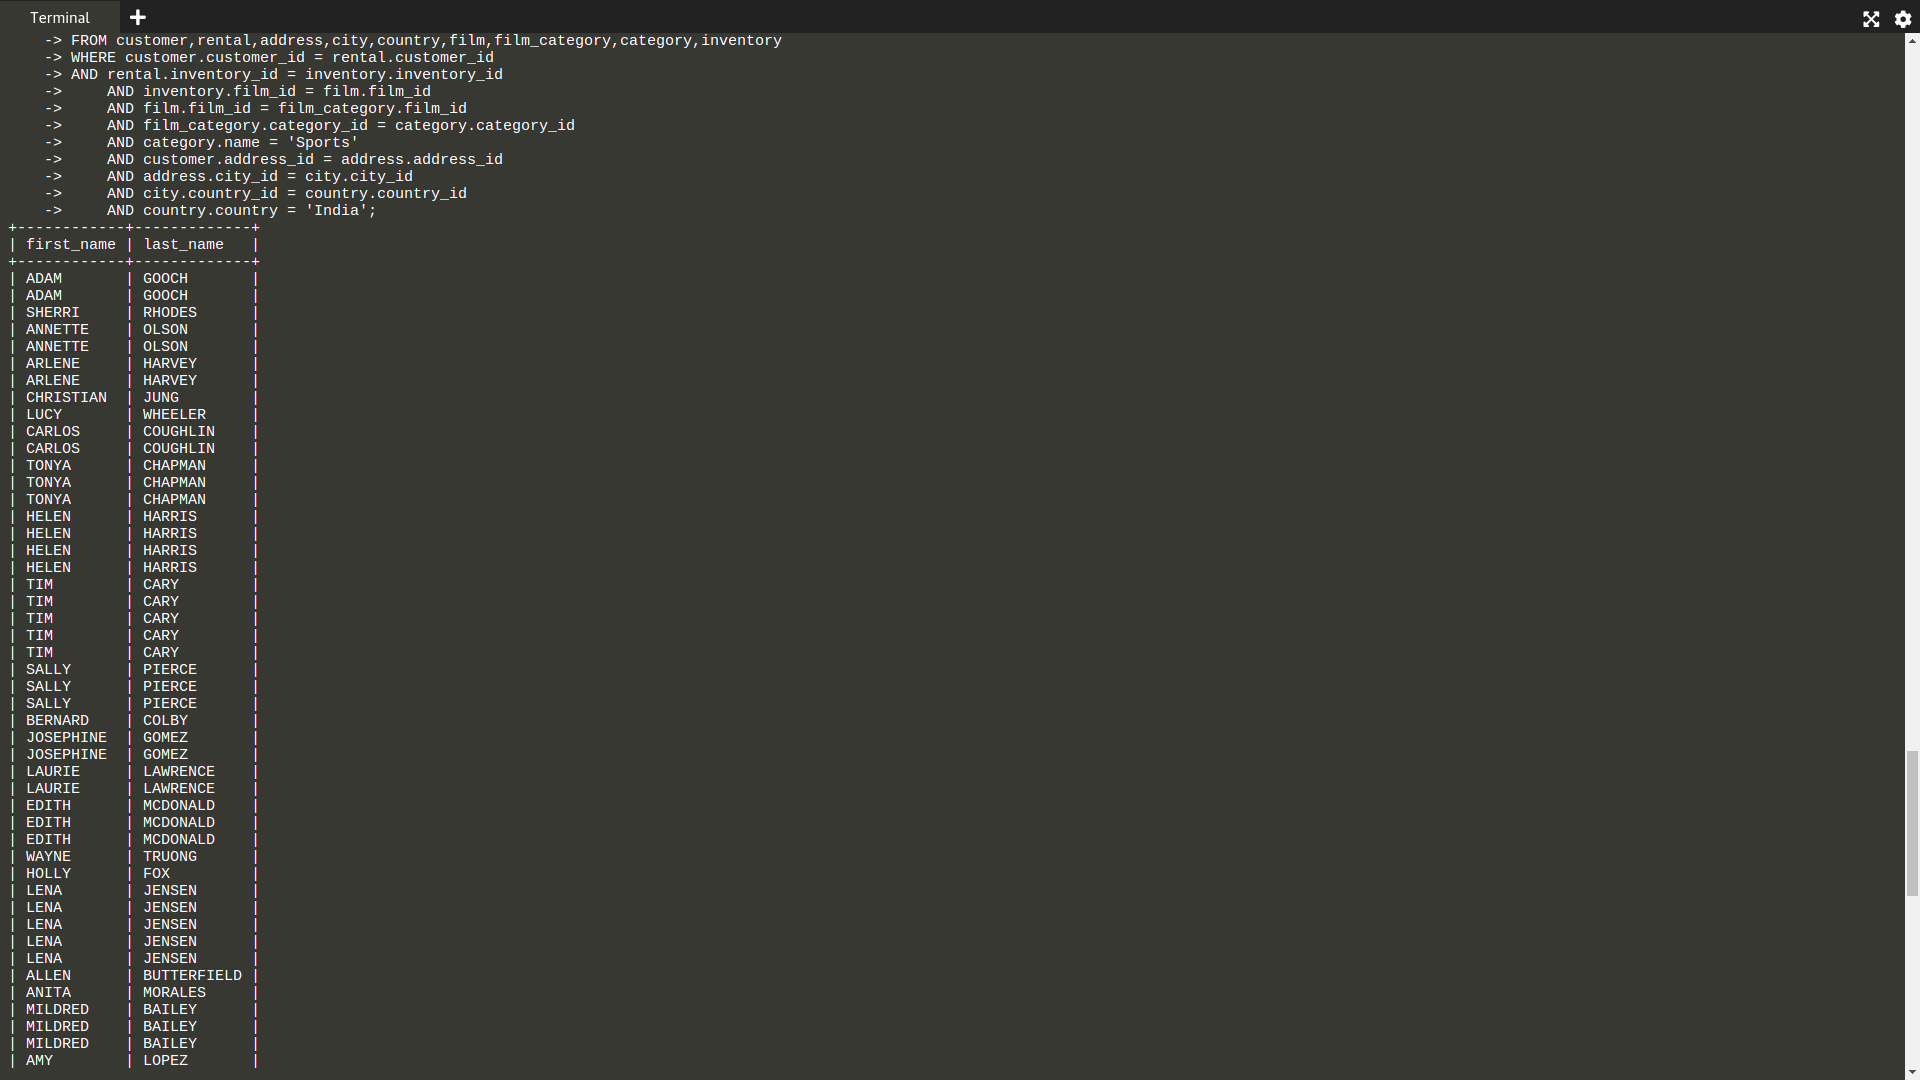 Terminal
    -> FROM customer,rental,address,city,country,film,film_category,category,inventory
    -> WHERE customer.customer_id = rental.customer_id
    -> AND rental.inventory_id = inventory.inventory_id
    ->     AND inventory.film_id = film.film_id
    ->     AND film.film_id = film_category.film_id
    ->     AND film_category.category_id = category.category_id
    ->     AND category.name = 'Sports'
    ->     AND customer.address_id = address.address_id
    ->     AND address.city_id = city.city_id
    ->     AND city.country_id = country.country_id
    ->     AND country.country = 'India';
+------------+-------------+
| first_name | last_name   |
+------------+-------------+
| ADAM       | GOOCH       |
| ADAM       | GOOCH       |
| SHERRI     | RHODES      |
| ANNETTE    | OLSON       |
| ANNETTE    | OLSON       |
| ARLENE     | HARVEY      |
| ARLENE     | HARVEY      |
| CHRISTIAN  | JUNG        |
| LUCY       | WHEELER     |
| CARLOS     | COUGHLIN    |
| CARLOS     | COUGHLIN    |
| TONYA      | CHAPMAN     |
| TONYA      | CHAPMAN     |
| TONYA      | CHAPMAN     |
| HELEN      | HARRIS      |
| HELEN      | HARRIS      |
| HELEN      | HARRIS      |
| HELEN      | HARRIS      |
| TIM        | CARY        |
| TIM        | CARY        |
| TIM        | CARY        |
| TIM        | CARY        |
| TIM        | CARY        |
| SALLY      | PIERCE      |
| SALLY      | PIERCE      |
| SALLY      | PIERCE      |
| BERNARD    | COLBY       |
| JOSEPHINE  | GOMEZ       |
| JOSEPHINE  | GOMEZ       |
| LAURIE     | LAWRENCE    |
| LAURIE     | LAWRENCE    |
| EDITH      | MCDONALD    |
| EDITH      | MCDONALD    |
| EDITH      | MCDONALD    |
| WAYNE      | TRUONG      |
| HOLLY      | FOX         |
| LENA       | JENSEN      |
| LENA       | JENSEN      |
| LENA       | JENSEN      |
| LENA       | JENSEN      |
| LENA       | JENSEN      |
| ALLEN      | BUTTERFIELD |
| ANITA      | MORALES     |
| MILDRED    | BAILEY      |
| MILDRED    | BAILEY      |
| MILDRED    | BAILEY      |
| AMY        | LOPEZ       |